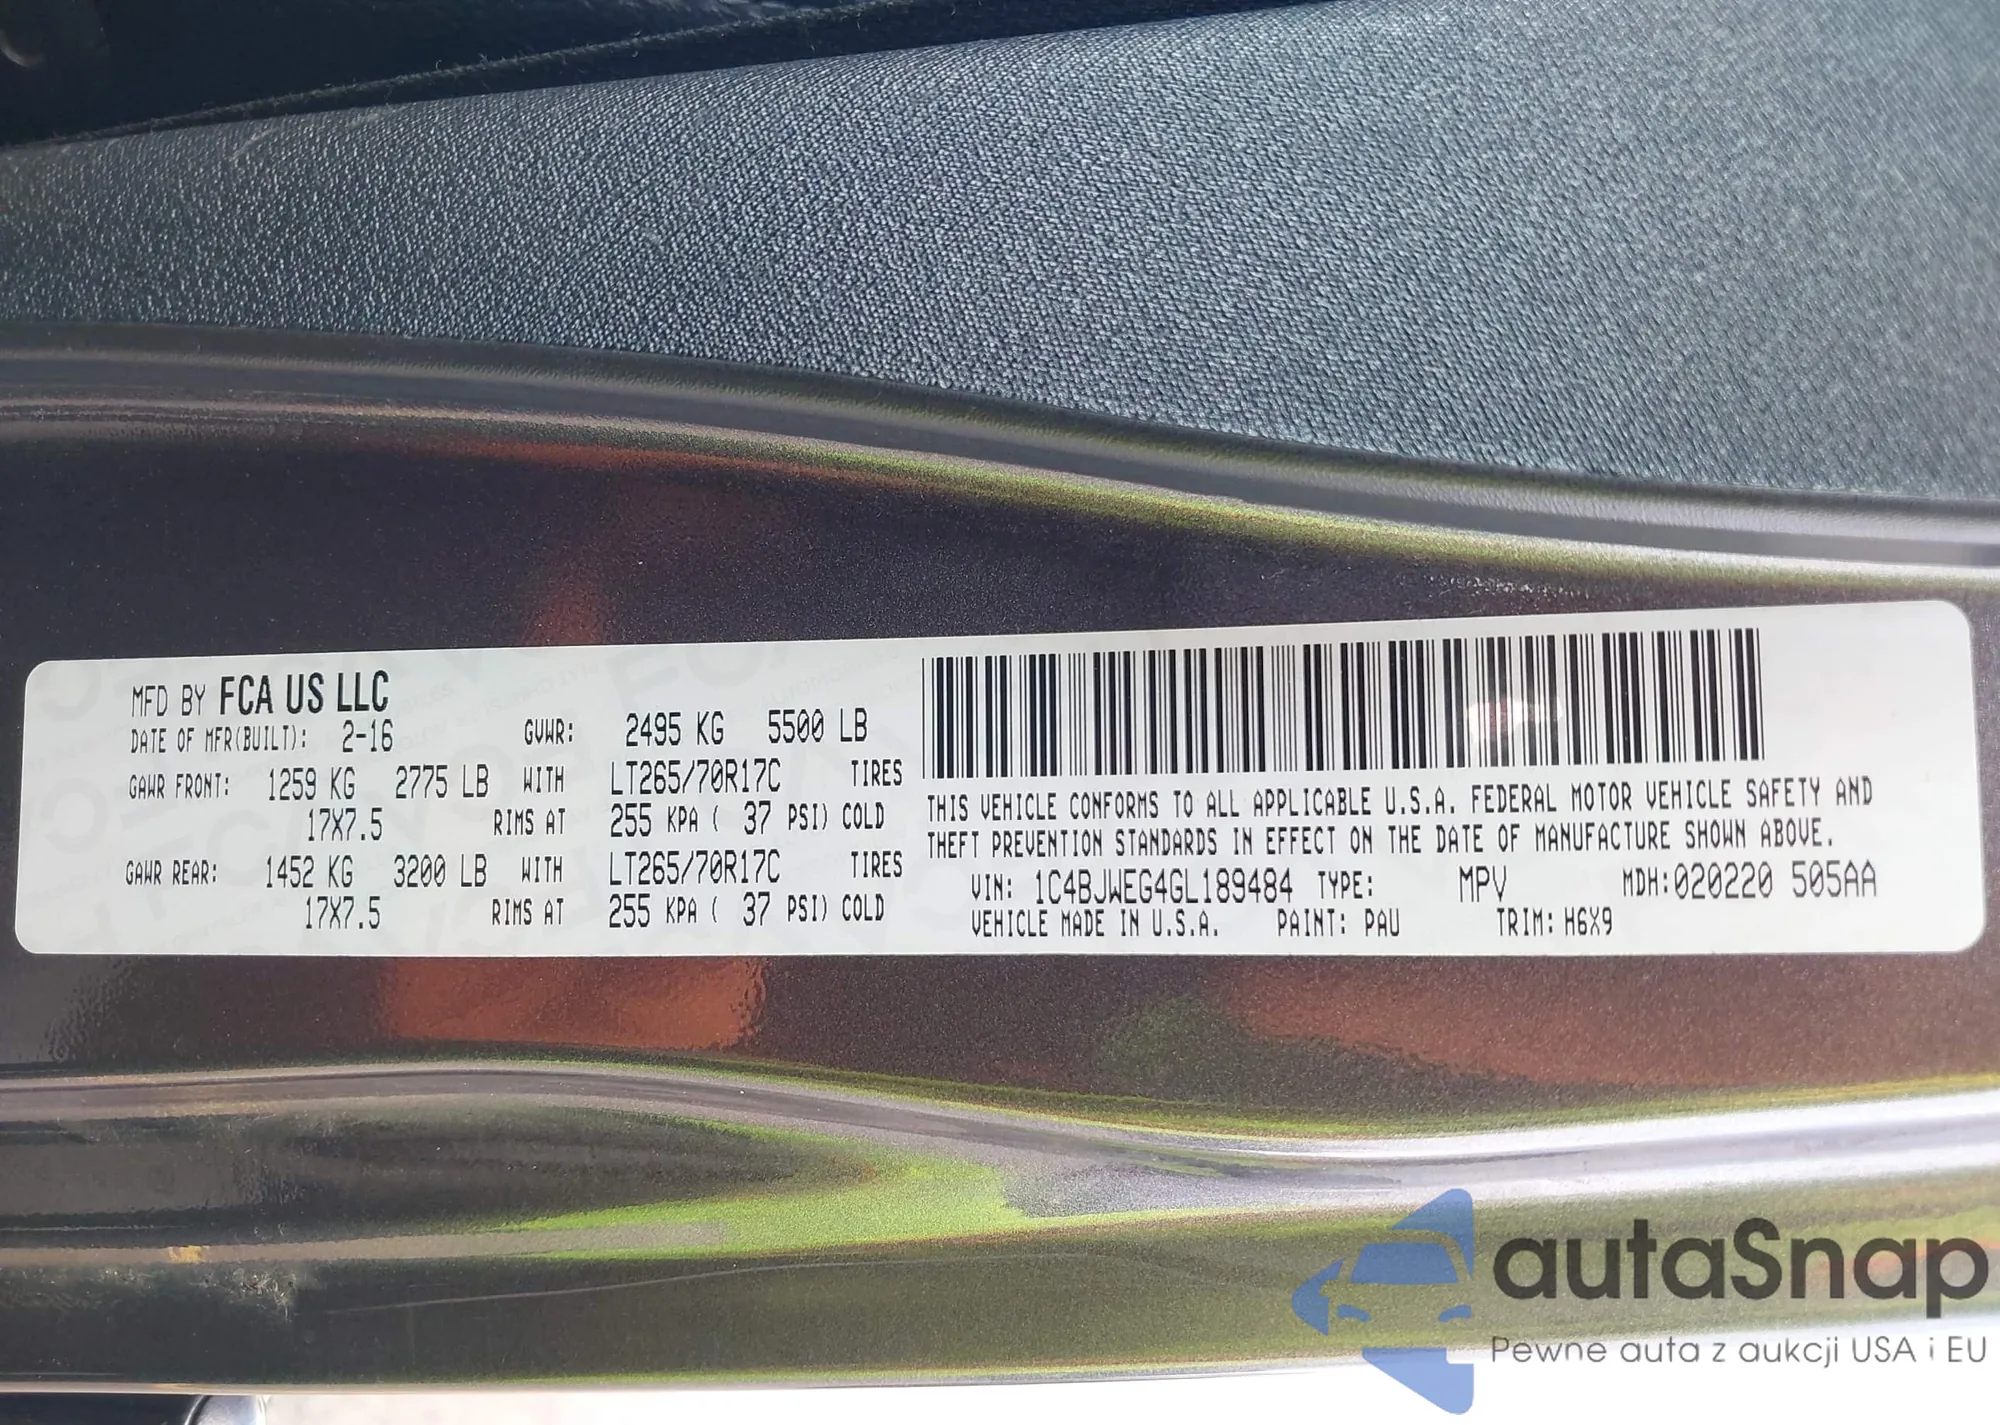 MFD BY FCA US LLC
DATE OF MFR(BUILT): 2-16 GVWR: 2495 KG 5500 LB
GAWR FRONT: 1259 KG 2775 LB WITH LT265/70R17C TIRES
17X7.5 RIMS AT 255 KPA ( 37 PSI) COLD
GAWR REAR: 1452 KG 3200 LB WITH LT265/70R17C TIRES
17X7.5 RIMS AT 255 KPA ( 37 PSI) COLD
THIS VEHICLE CONFORMS TO ALL APPLICABLE U.S.A. FEDERAL MOTOR VEHICLE SAFETY AND
THEFT PREVENTION STANDARDS IN EFFECT ON THE DATE OF MANUFACTURE SHOWN ABOVE.
VIN: 1C4BJWEG4GL189484 TYPE: MPV MDH:020220 505AA
VEHICLE MADE IN U.S.A. PAINT: PAU TRIM: H6X9
autaSnap
Pewne auta z aukcji USA i EU